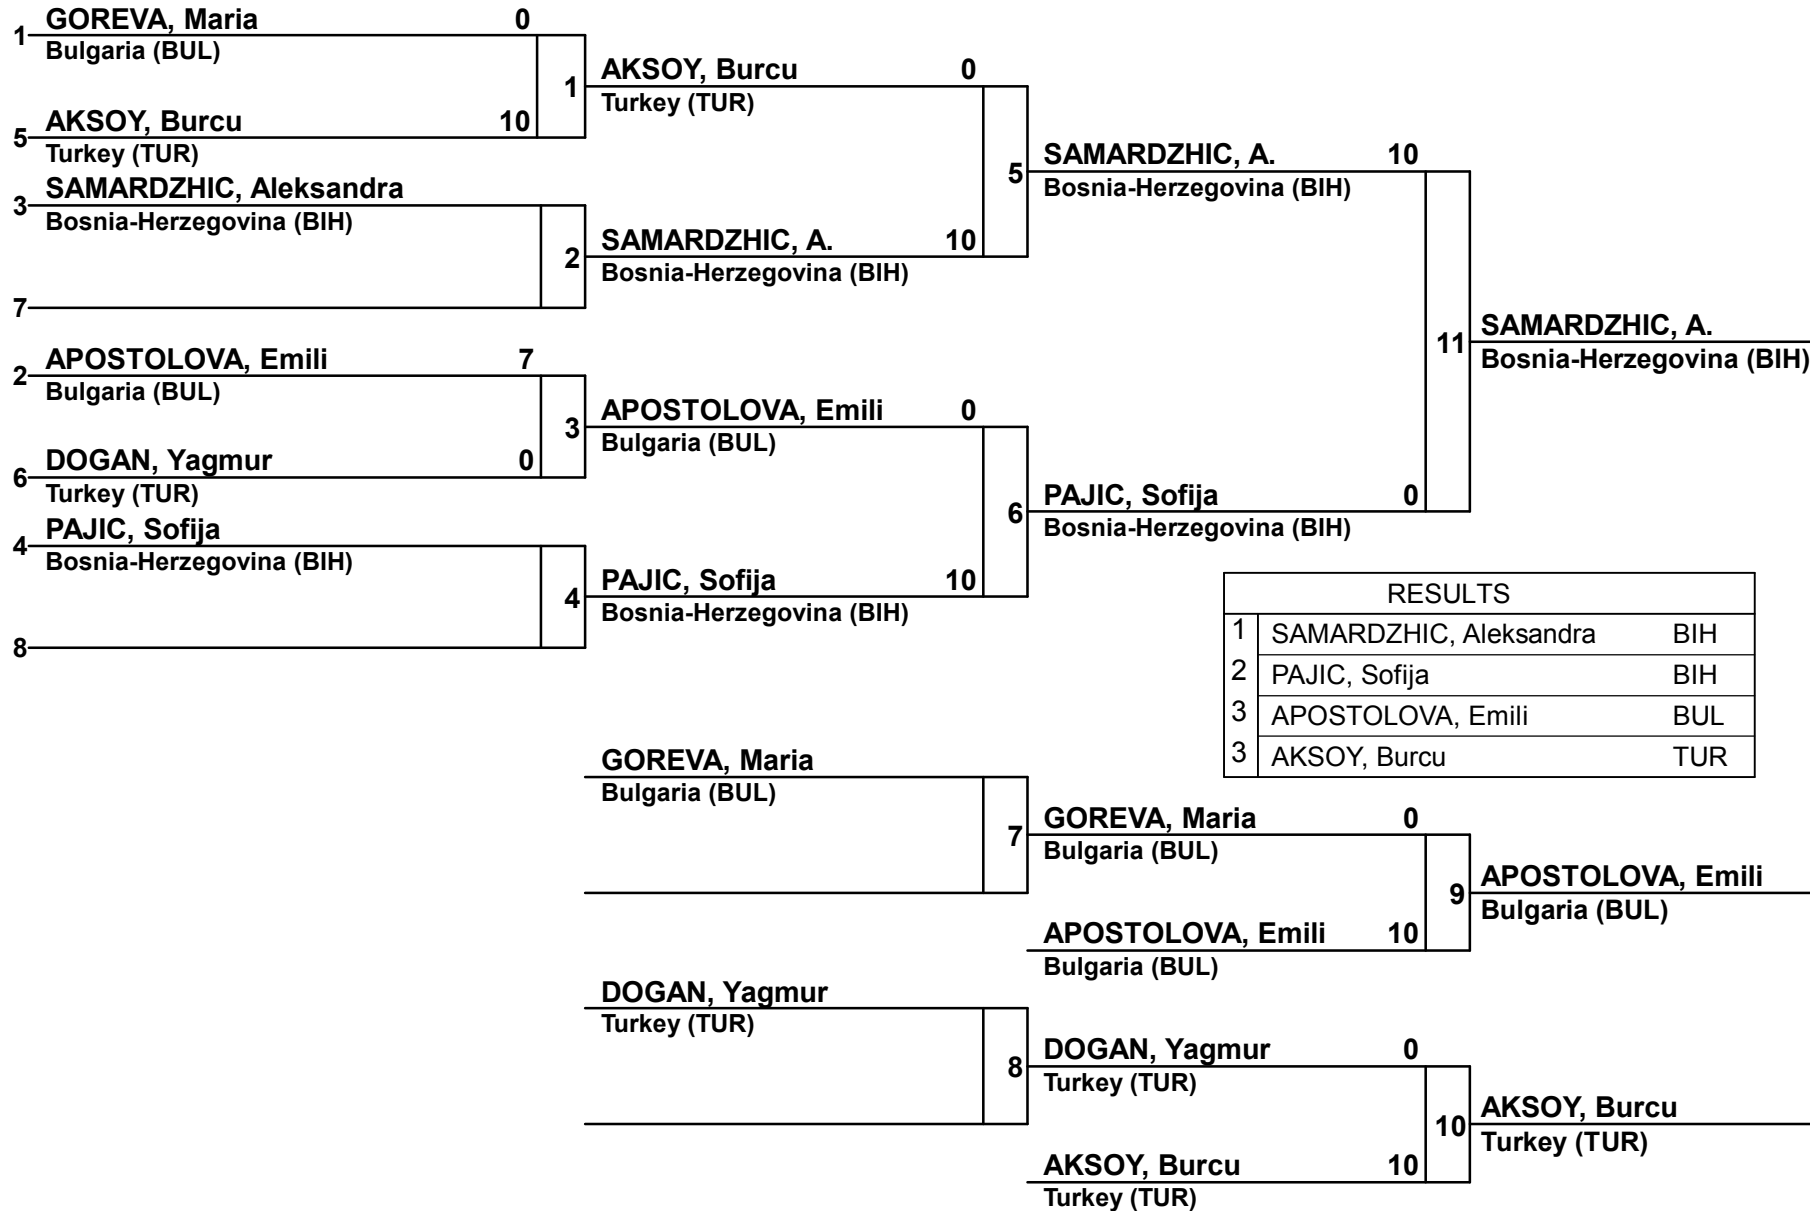 GOREVA, Maria 0
1
Bulgaria (BUL)
AKSOY, Burcu 10
5
Turkey (TUR)
1
SAMARDZHIC, Aleksandra
3
Bosnia-Herzegovina (BIH)
7
2
APOSTOLOVA, Emili 7
2
Bulgaria (BUL)
DOGAN, Yagmur 0
6
Turkey (TUR)
3
PAJIC, Sofija
4
Bosnia-Herzegovina (BIH)
8
4
AKSOY, Burcu 0
Turkey (TUR)
SAMARDZHIC, A. 10
Bosnia-Herzegovina (BIH)
5
APOSTOLOVA, Emili 0
Bulgaria (BUL)
PAJIC, Sofija 10
Bosnia-Herzegovina (BIH)
6
SAMARDZHIC, A. 10
Bosnia-Herzegovina (BIH)
PAJIC, Sofija 0
Bosnia-Herzegovina (BIH)
11
SAMARDZHIC, A.
Bosnia-Herzegovina (BIH)
RESULTS
1 SAMARDZHIC, Aleksandra BIH
2 PAJIC, Sofija BIH
3 APOSTOLOVA, Emili BUL
3 AKSOY, Burcu TUR
GOREVA, Maria
Bulgaria (BUL)
7
GOREVA, Maria 0
Bulgaria (BUL)
APOSTOLOVA, Emili 10
Bulgaria (BUL)
9
APOSTOLOVA, Emili
Bulgaria (BUL)
DOGAN, Yagmur
Turkey (TUR)
8
DOGAN, Yagmur 0
Turkey (TUR)
AKSOY, Burcu 10
Turkey (TUR)
10
AKSOY, Burcu
Turkey (TUR)